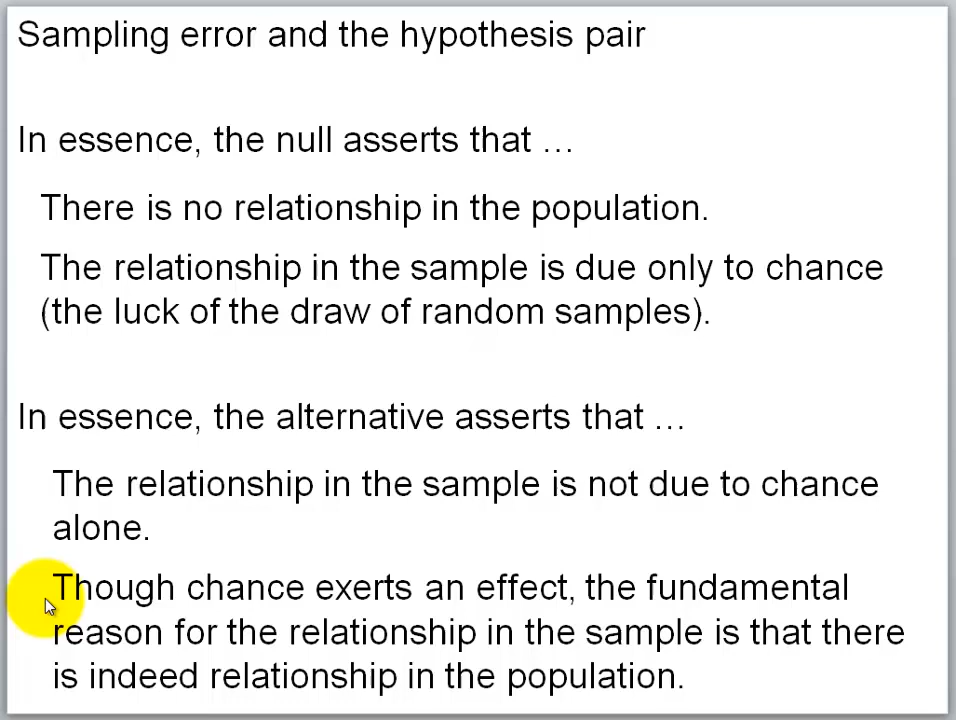 Sampling error and the hypothesis pair
In essence, the null asserts that …
There is no relationship in the population.
The relationship in the sample is due only to chance
(the luck of the draw of random samples).
In essence, the alternative asserts that …
The relationship in the sample is not due to chance
alone.
Though chance exerts an effect, the fundamental
reason for the relationship in the sample is that there
is indeed relationship in the population.